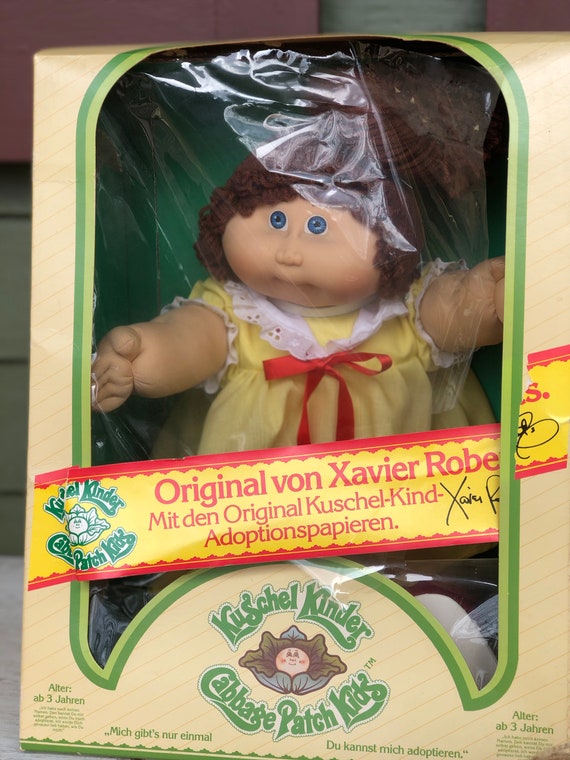 s.
Original von Xavier Robe
Mit den Original Kuschel-Kind-
Adoptionspapieren.
Xavier R
Kuschel Kinder
Cabbage Patch Kids
Kuschel Kinder
Cabbage Patch Kids™
Alter:
ab 3 Jahren
„Mich gibt's nur einmal
Du kannst mich adoptieren.“
Alter:
ab 3 Jahren